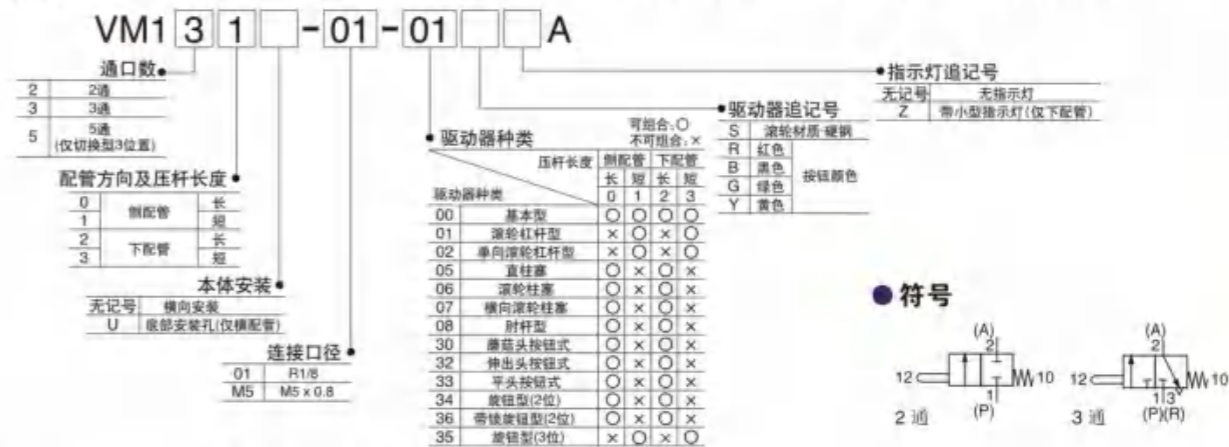 VM1 3 1 -01-01 A
通口数
2 2通
3 3通
5 5通
(仅切换型3位置)
配管方向及压杆长度
0 侧配管 长
1 短
2 下配管 长
3 短
本体安装
无记号 横向安装
U 底部安装孔(仅横配管)
连接口径
01 R1/8
M5 M5 x 0.8
驱动器种类
可组合:○
不可组合:×
压杆长度 侧配管 下配管
长 短 长 短
驱动器种类 0 1 2 3
00 基本型 ○ ○ ○ ○
01 滚轮杠杆型 × ○ × ○
02 单向滚轮杠杆型 × ○ × ○
05 直柱塞 ○ × ○ ×
06 滚轮柱塞 ○ × ○ ×
07 横向滚轮柱塞 ○ × ○ ×
08 肘杆型 ○ × ○ ×
30 蘑菇头按钮式 ○ × ○ ×
32 伸出头按钮式 ○ × ○ ×
33 平头按钮式 ○ × ○ ×
34 旋钮型(2位) ○ × ○ ×
36 带锁旋钮型(2位) ○ × ○ ×
35 旋钮型(3位) × ○ × ○
驱动器追记号
S 滚轮材质-硬钢
R 红色
B 黑色
G 绿色
Y 黄色
按钮颜色
指示灯追记号
无记号 无指示灯
Z 带小型指示灯(仅下配管)
符号
(A)
2
12 10
1
(P)
2 通
(A)
2
12 10
1 3
(P)(R)
3 通